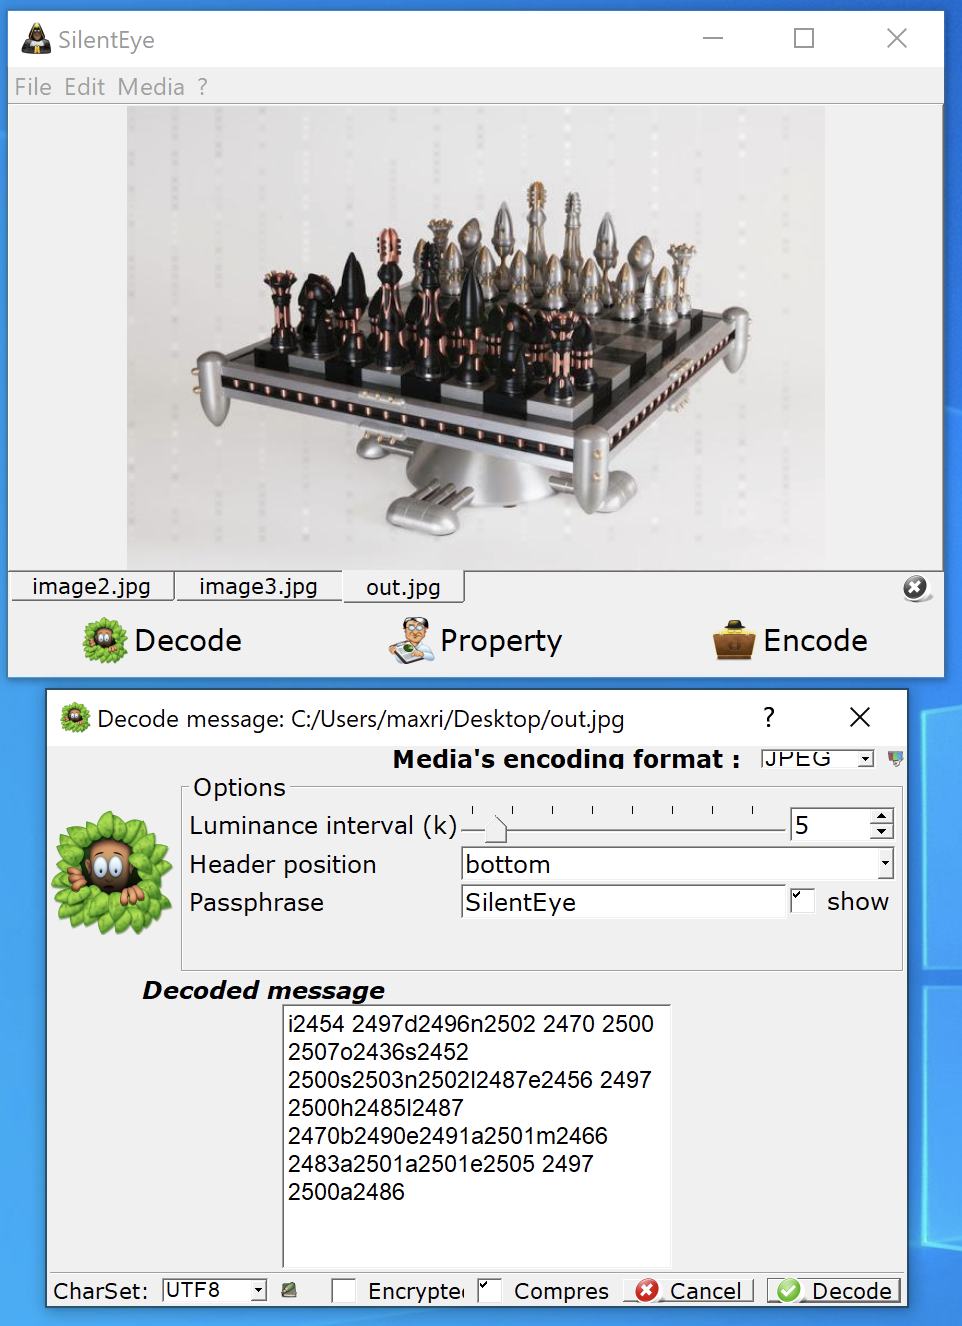 SilentEye
File Edit Media ?
image2.jpg image3.jpg out.jpg
Decode Property Encode
Decode message: C:/Users/maxri/Desktop/out.jpg ?
Media's encoding format : JPEG
Options
Luminance interval (k) 5
Header position bottom
Passphrase SilentEye show
Decoded message
i2454 2497d2496n2502 2470 2500
2507o2436s2452
2500s2503n2502l2487e2456 2497
2500h2485l2487
2470b2490e2491a2501m2466
2483a2501a2501e2505 2497
2500a2486
CharSet: UTF8 Encrypte Compres Cancel Decode